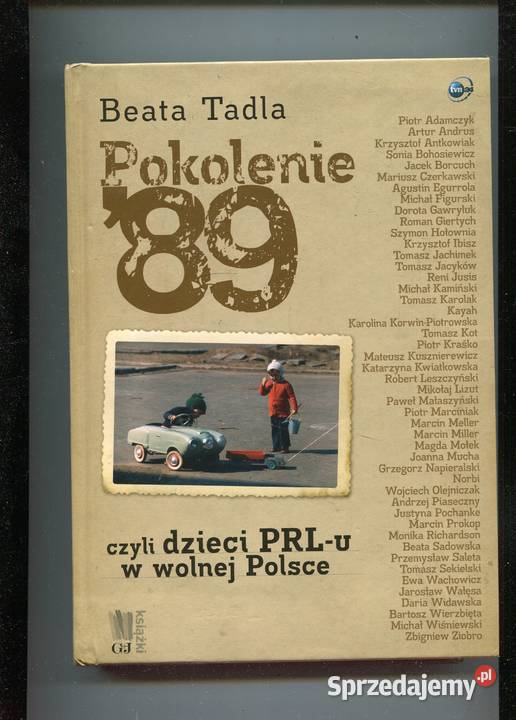 tvn24
Beata Tadla
Pokolenie
'89
Piotr Adamczyk
Artur Andrus
Krzysztof Antkowiak
Sonia Bohosiewicz
Jacek Borcuch
Mariusz Czerkawski
Agustin Egurrola
Michał Figurski
Dorota Gawryluk
Roman Giertych
Szymon Hołownia
Krzysztof Ibisz
Tomasz Jachimek
Tomasz Jacyków
Reni Jusis
Michał Kamiński
Tomasz Karolak
Kayah
Karolina Korwin-Piotrowska
Tomasz Kot
Piotr Kraśko
Mateusz Kusznierewicz
Katarzyna Kwiatkowska
Robert Leszczyński
Mikołaj Lizut
Paweł Małaszyński
Piotr Marciniak
Marcin Meller
Marcin Miller
Magda Mołek
Joanna Mucha
Grzegorz Napieralski
Norbi
Wojciech Olejniczak
Andrzej Piaseczny
Justyna Pochanke
Marcin Prokop
Monika Richardson
Beata Sadowska
Przemysław Saleta
Tomasz Sekielski
Ewa Wachowicz
Jarosław Wałęsa
Daria Widawska
Bartosz Wierzbięta
Michał Wiśniewski
Zbigniew Ziobro
czyli dzieci PRL-u
w wolnej Polsce
książki
G+J
Sprzedajemy.pl